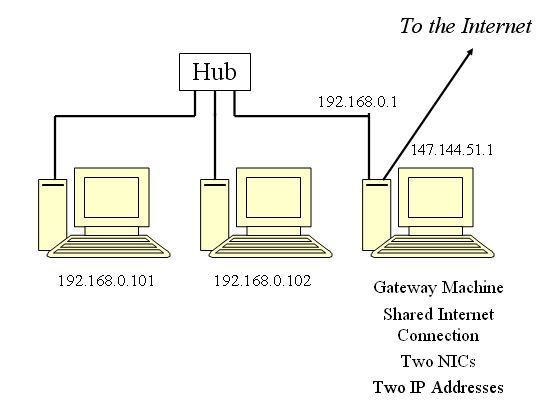 To the Internet
Hub
192.168.0.1
147.144.51.1
192.168.0.101
192.168.0.102
Gateway Machine
Shared Internet
Connection
Two NICs
Two IP Addresses